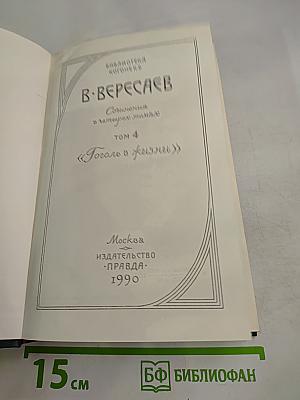 БИБЛИОТЕКА
«ОГОНЕК»
В·ВЕРЕСАЕВ
Сочинения
в четырех томах
ТОМ 4
«Гоголь в жизни»
Москва
ИЗДАТЕЛЬСТВО
·ПРАВДА·
1990
15 СМ
БФ БИБЛИОФАН